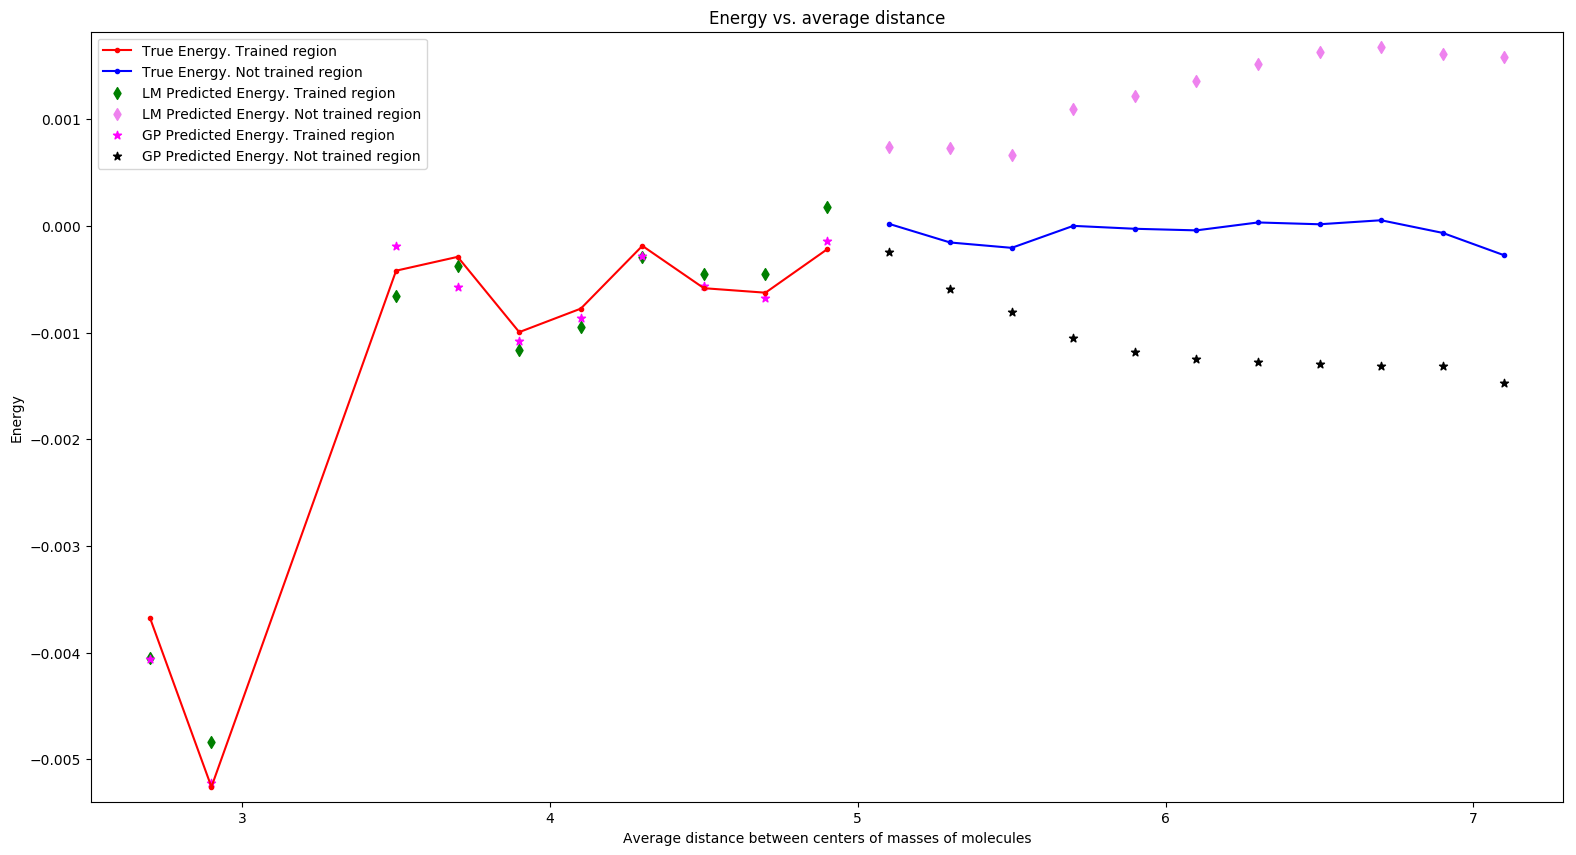 Energy vs. average distance
True Energy. Trained region
True Energy. Not trained region
LM Predicted Energy. Trained region
LM Predicted Energy. Not trained region
GP Predicted Energy. Trained region
GP Predicted Energy. Not trained region
0.001
0.000
−0.001
−0.002
−0.003
−0.004
−0.005
Energy
3 4 5 6 7
Average distance between centers of masses of molecules